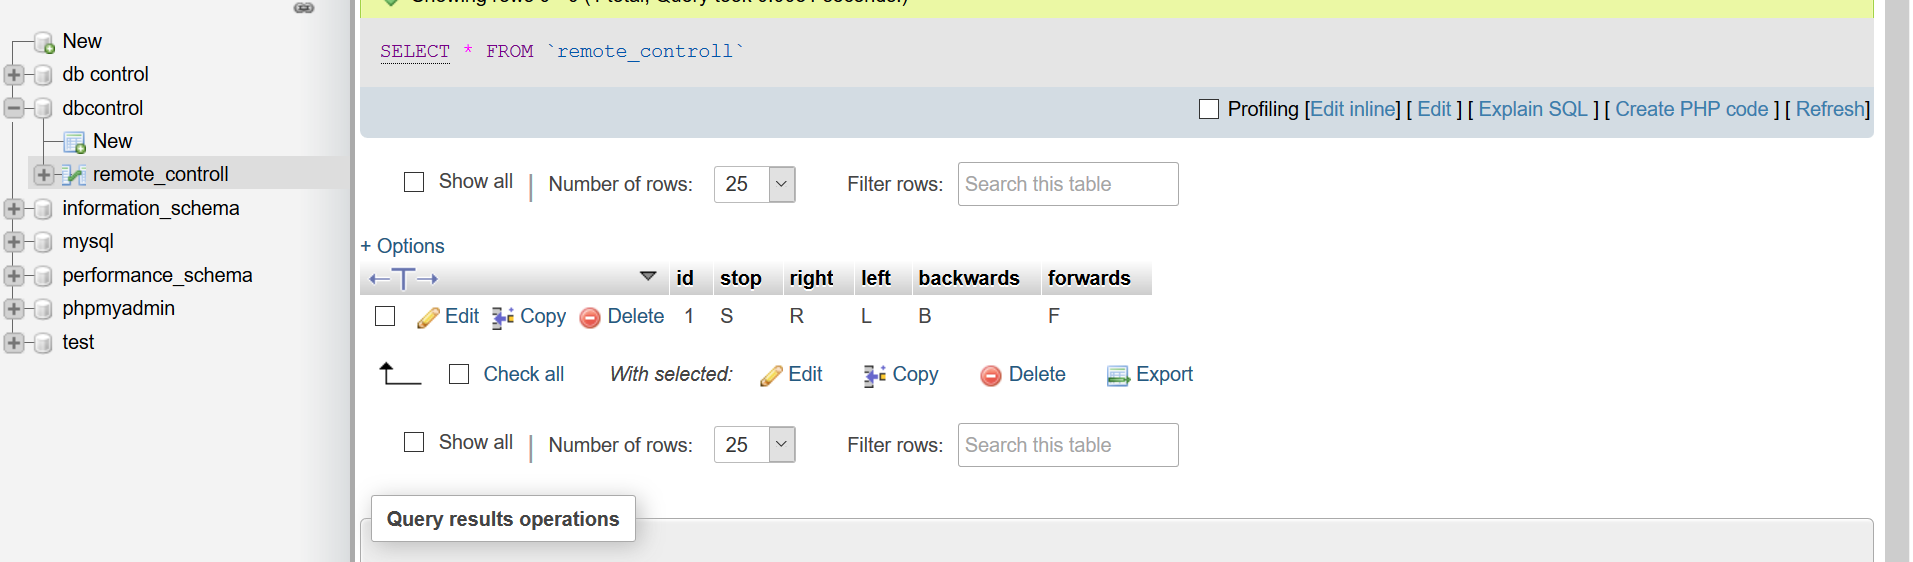 New
db control
dbcontrol
New
remote_controll
information_schema
mysql
performance_schema
phpmyadmin
test
SELECT * FROM `remote_controll`
Profiling [Edit inline] [ Edit ] [ Explain SQL ] [ Create PHP code ] [ Refresh]
Show all | Number of rows: 25 Filter rows: Search this table
+ Options
←T→ id stop right left backwards forwards
Edit Copy Delete 1 S R L B F
Check all With selected: Edit Copy Delete Export
Show all | Number of rows: 25 Filter rows: Search this table
Query results operations